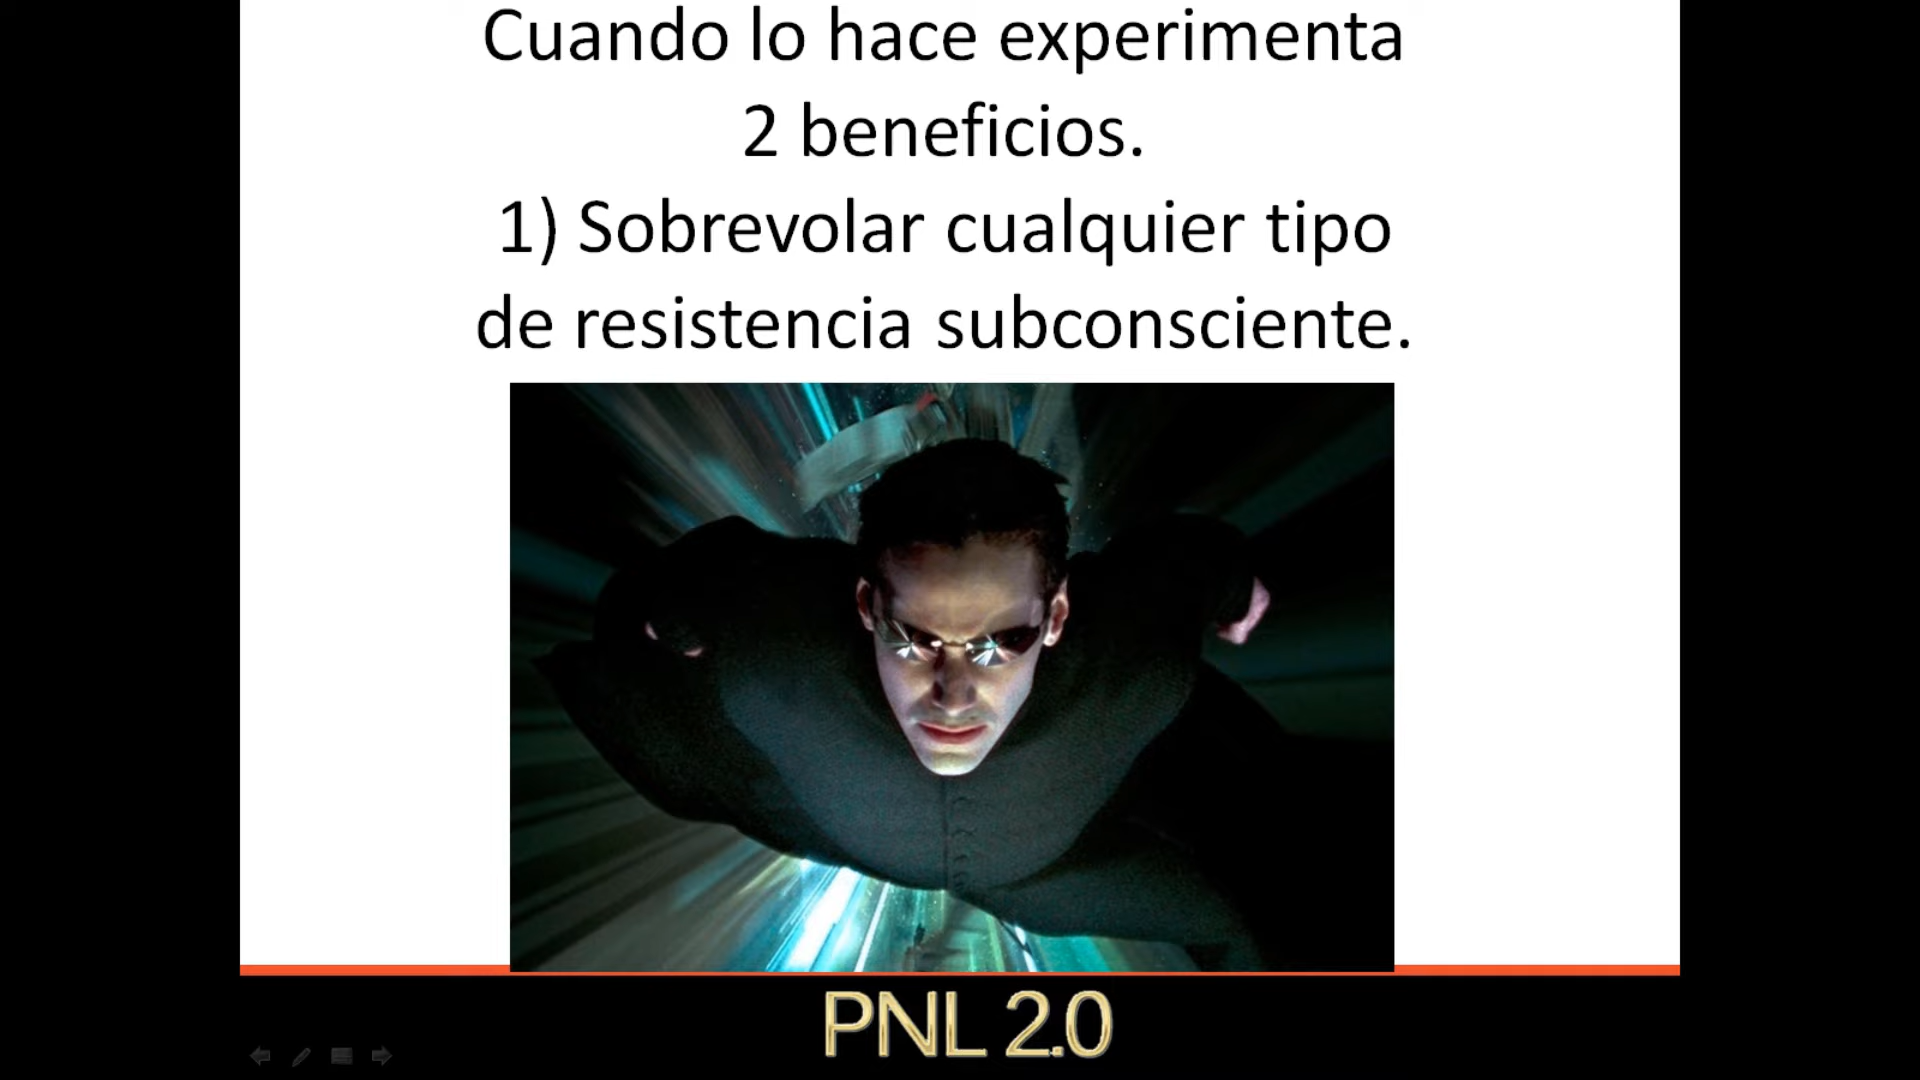 Cuando lo hace experimenta
2 beneficios.
1) Sobrevolar cualquier tipo
de resistencia subconsciente.
PNL 2.0